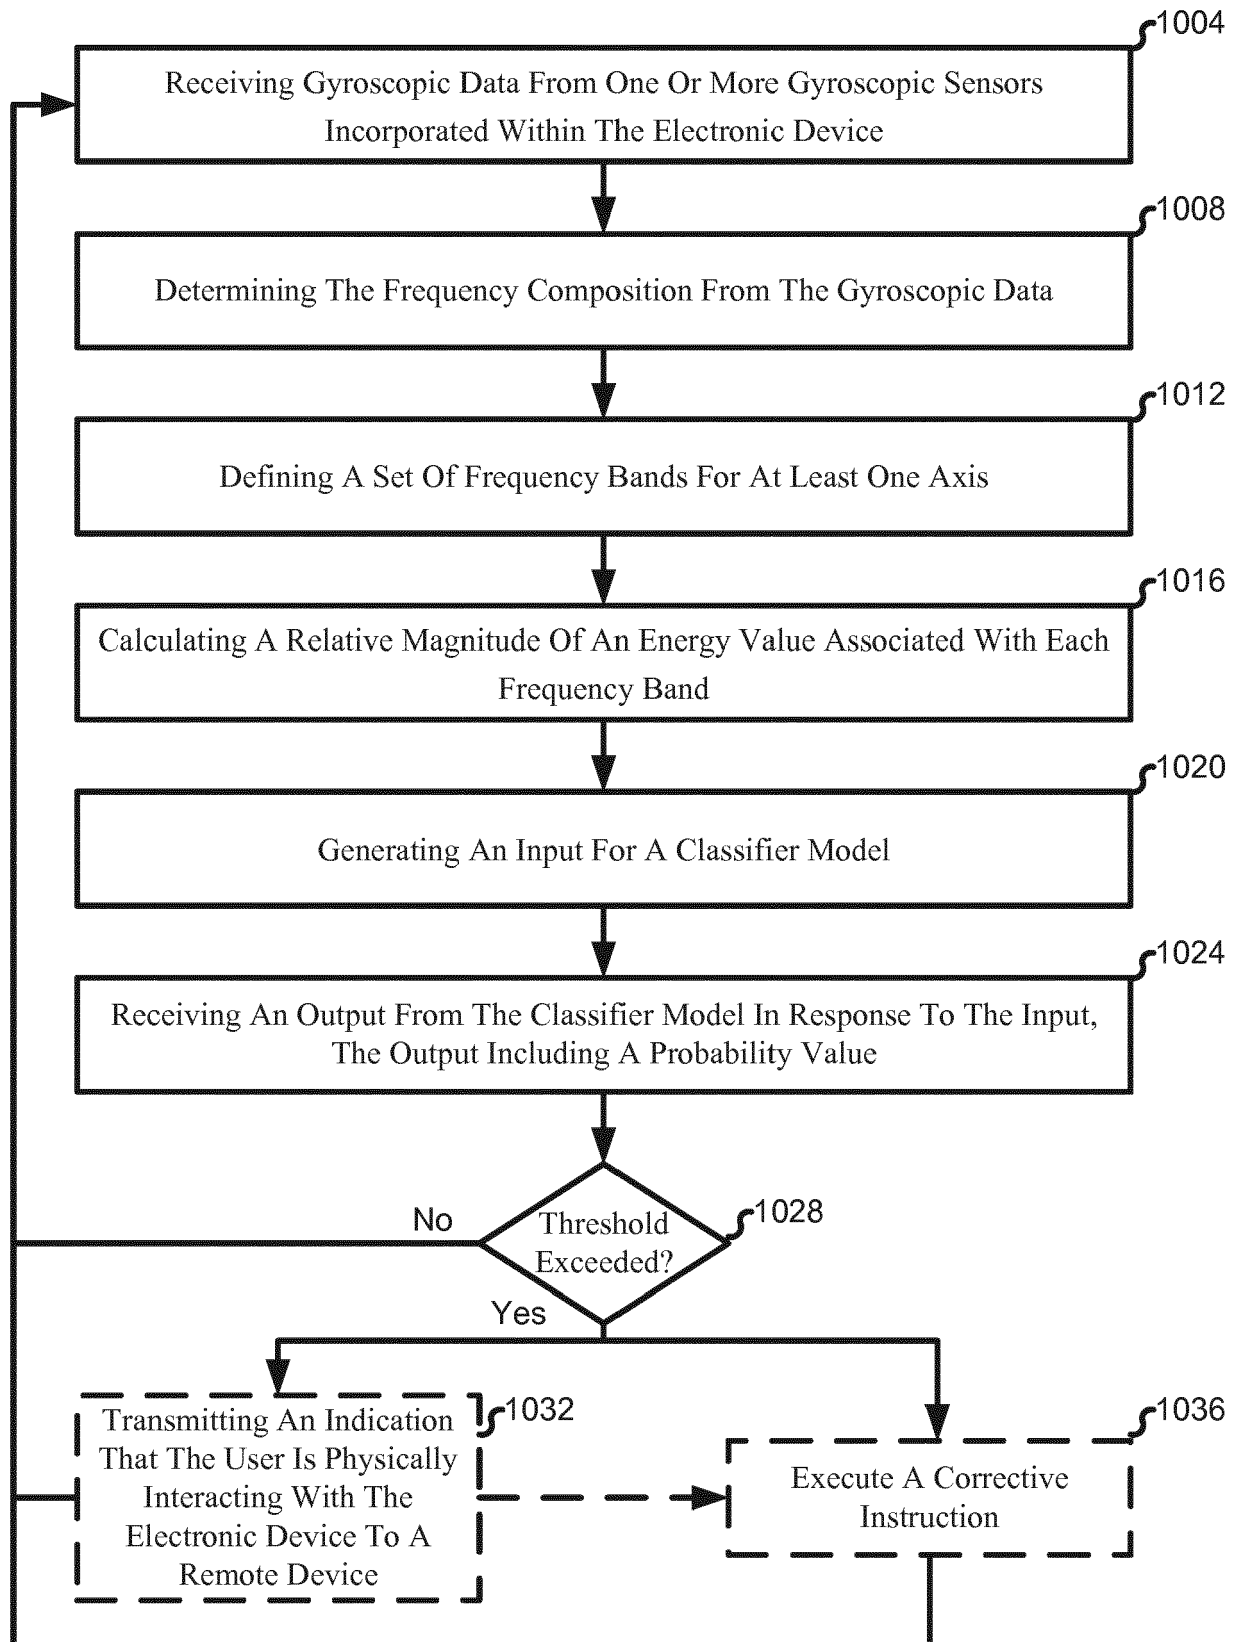 1004
Receiving Gyroscopic Data From One Or More Gyroscopic Sensors
Incorporated Within The Electronic Device
1008
Determining The Frequency Composition From The Gyroscopic Data
1012
Defining A Set Of Frequency Bands For At Least One Axis
1016
Calculating A Relative Magnitude Of An Energy Value Associated With Each
Frequency Band
1020
Generating An Input For A Classifier Model
1024
Receiving An Output From The Classifier Model In Response To The Input,
The Output Including A Probability Value
1028
No
Threshold
Exceeded?
Yes
1032
Transmitting An Indication
That The User Is Physically
Interacting With The
Electronic Device To A
Remote Device
1036
Execute A Corrective
Instruction